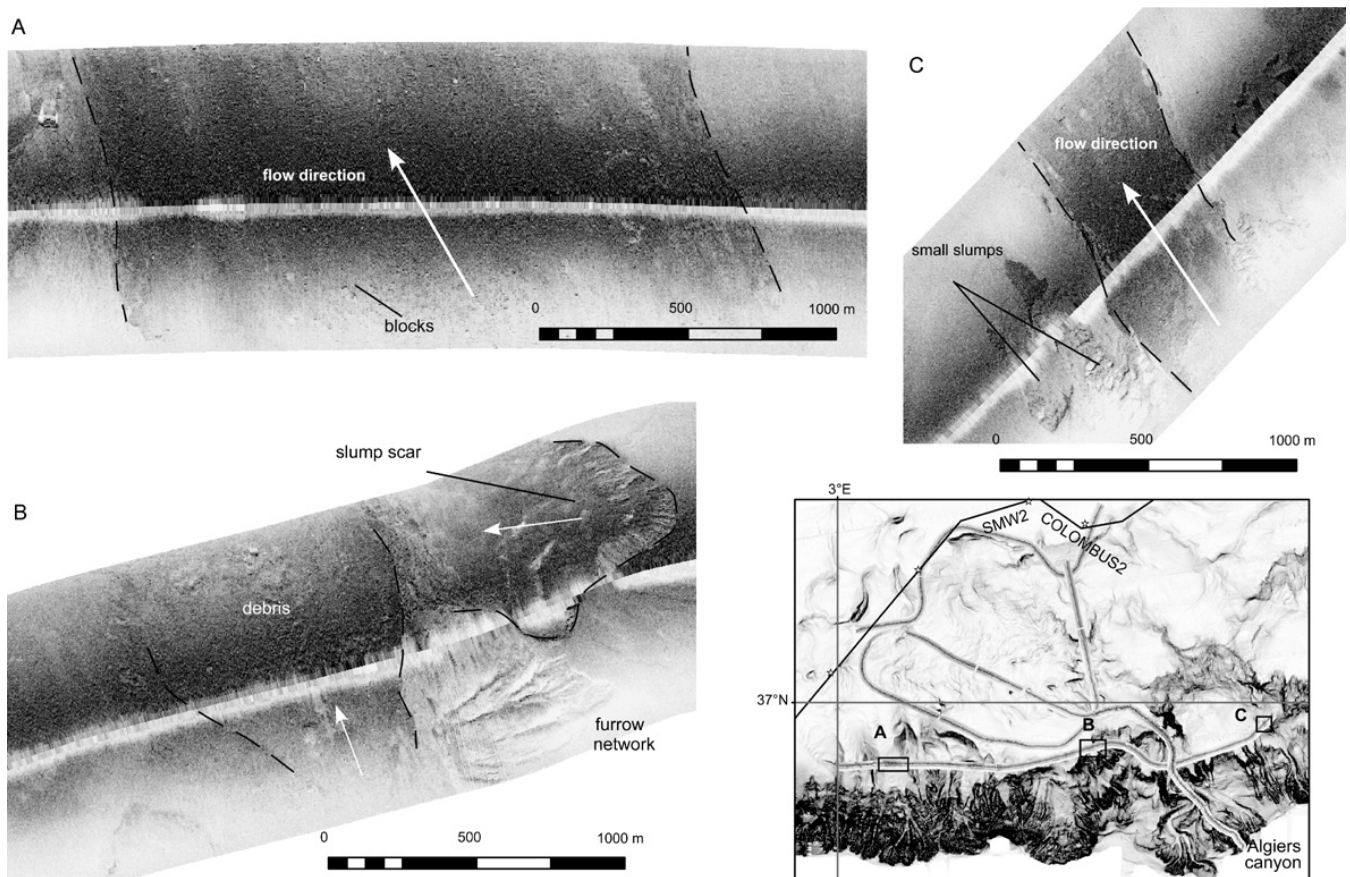 A
flow direction
blocks
0
500
1000 m
C
flow direction
small slumps
0
500
1000 m
B
slump scar
debris
furrow
network
0
500
1000 m
3°E
SMW2
COLOMBUS2
37°N
A
B
C
Algiers
canyon